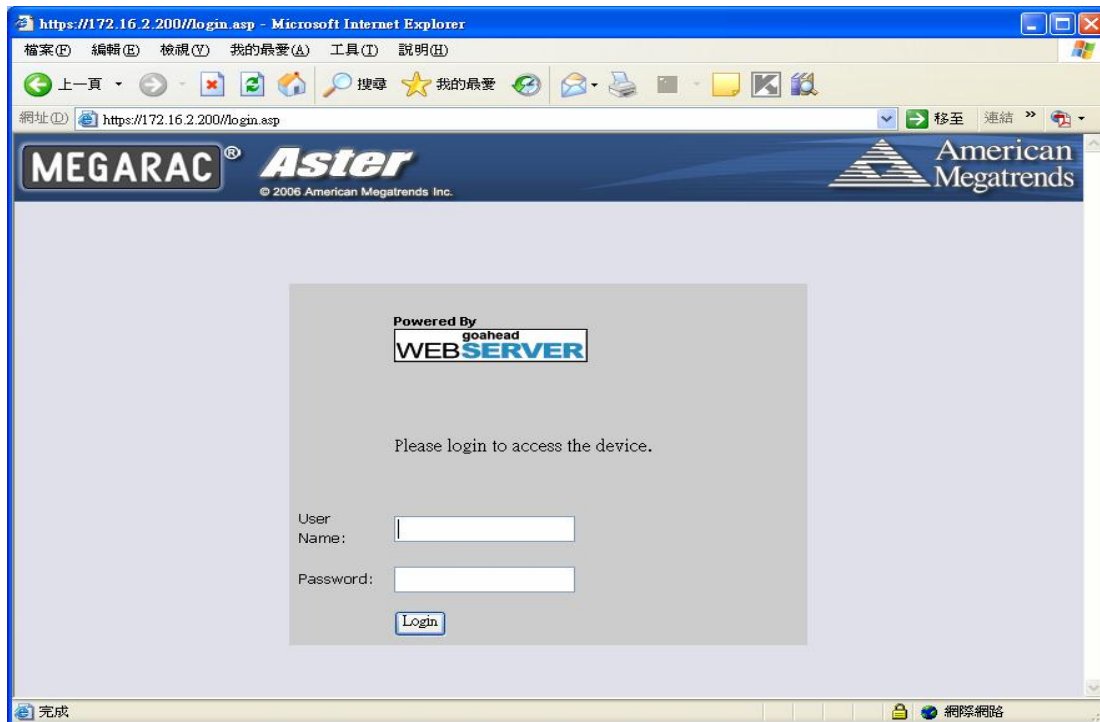 https://172.16.2.200//login.asp - Microsoft Internet Explorer
檔案(F) 編輯(E) 檢視(V) 我的最愛(A) 工具(T) 說明(H)
上一頁 搜尋 我的最愛
網址(D) https://172.16.2.200//login.asp 移至 連結 »
MEGARAC® Aster American Megatrends
© 2006 American Megatrends Inc.
Powered By
goahead
WEBSERVER
Please login to access the device.
User Name:
Password:
Login
完成 網際網路